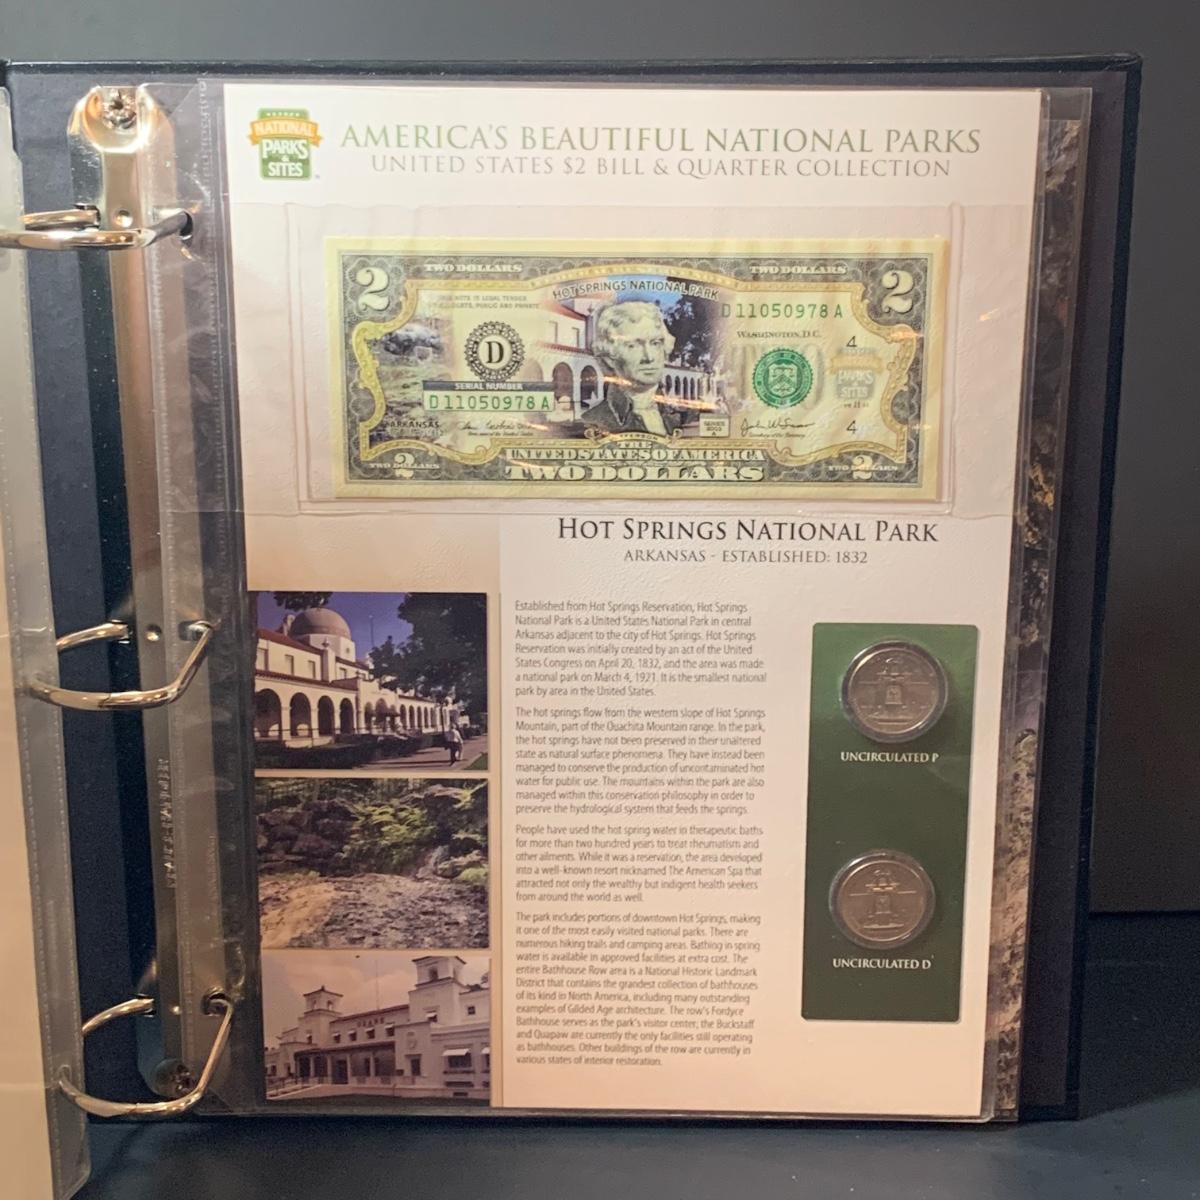 NATIONAL
PARKS
&
SITES
AMERICA'S BEAUTIFUL NATIONAL PARKS
UNITED STATES $2 BILL & QUARTER COLLECTION
2
TWO DOLLARS
TWO DOLLARS
2
HOT SPRINGS NATIONAL PARK
D 11050978 A
WASHINGTON, D.C.
D
4
SERIAL NUMBER
D 11050978 A
PARKS
SITES
ARKANSAS
4
THE
UNITED STATES OF AMERICA
TWO DOLLARS
TWO DOLLARS
2
TWO DOLLARS
2
HOT SPRINGS NATIONAL PARK
ARKANSAS - ESTABLISHED: 1832
Established from Hot Springs Reservation, Hot Springs
National Park is a United States National Park in central
Arkansas adjacent to the city of Hot Springs. Hot Springs
Reservation was initially created by an act of the United
States Congress on April 20, 1832, and the area was made
a national park on March 4, 1921. It is the smallest national
park by area in the United States.
The hot springs flow from the western slope of Hot Springs
Mountain, part of the Ouachita Mountain range. In the park,
the hot springs have not been preserved in their unaltered
state as natural surface phenomena. They have instead been
managed to conserve the production of uncontaminated hot
water for public use. The mountains within the park are also
managed within this conservation philosophy in order to
preserve the hydrological system that feeds the springs.
People have used the hot spring water in therapeutic baths
for more than two hundred years to treat rheumatism and
other ailments. While it was a reservation, the area developed
into a well-known resort nicknamed The American Spa that
attracted not only the wealthy but indigent health seekers
from around the world as well.
The park includes portions of downtown Hot Springs, making
it one of the most easily visited national parks. There are
numerous hiking trails and camping areas. Bathing in spring
water is available in approved facilities at extra cost. The
entire Bathhouse Row area is a National Historic Landmark
District that contains the grandest collection of bathhouses
of its kind in North America, including many outstanding
examples of Gilded Age architecture. The row's Fordyce
Bathhouse serves as the park's visitor center; the Buckstaff
and Quapaw are currently the only facilities still operating
as bathhouses. Other buildings of the row are currently in
various states of interior restoration.
UNCIRCULATED P
UNCIRCULATED D